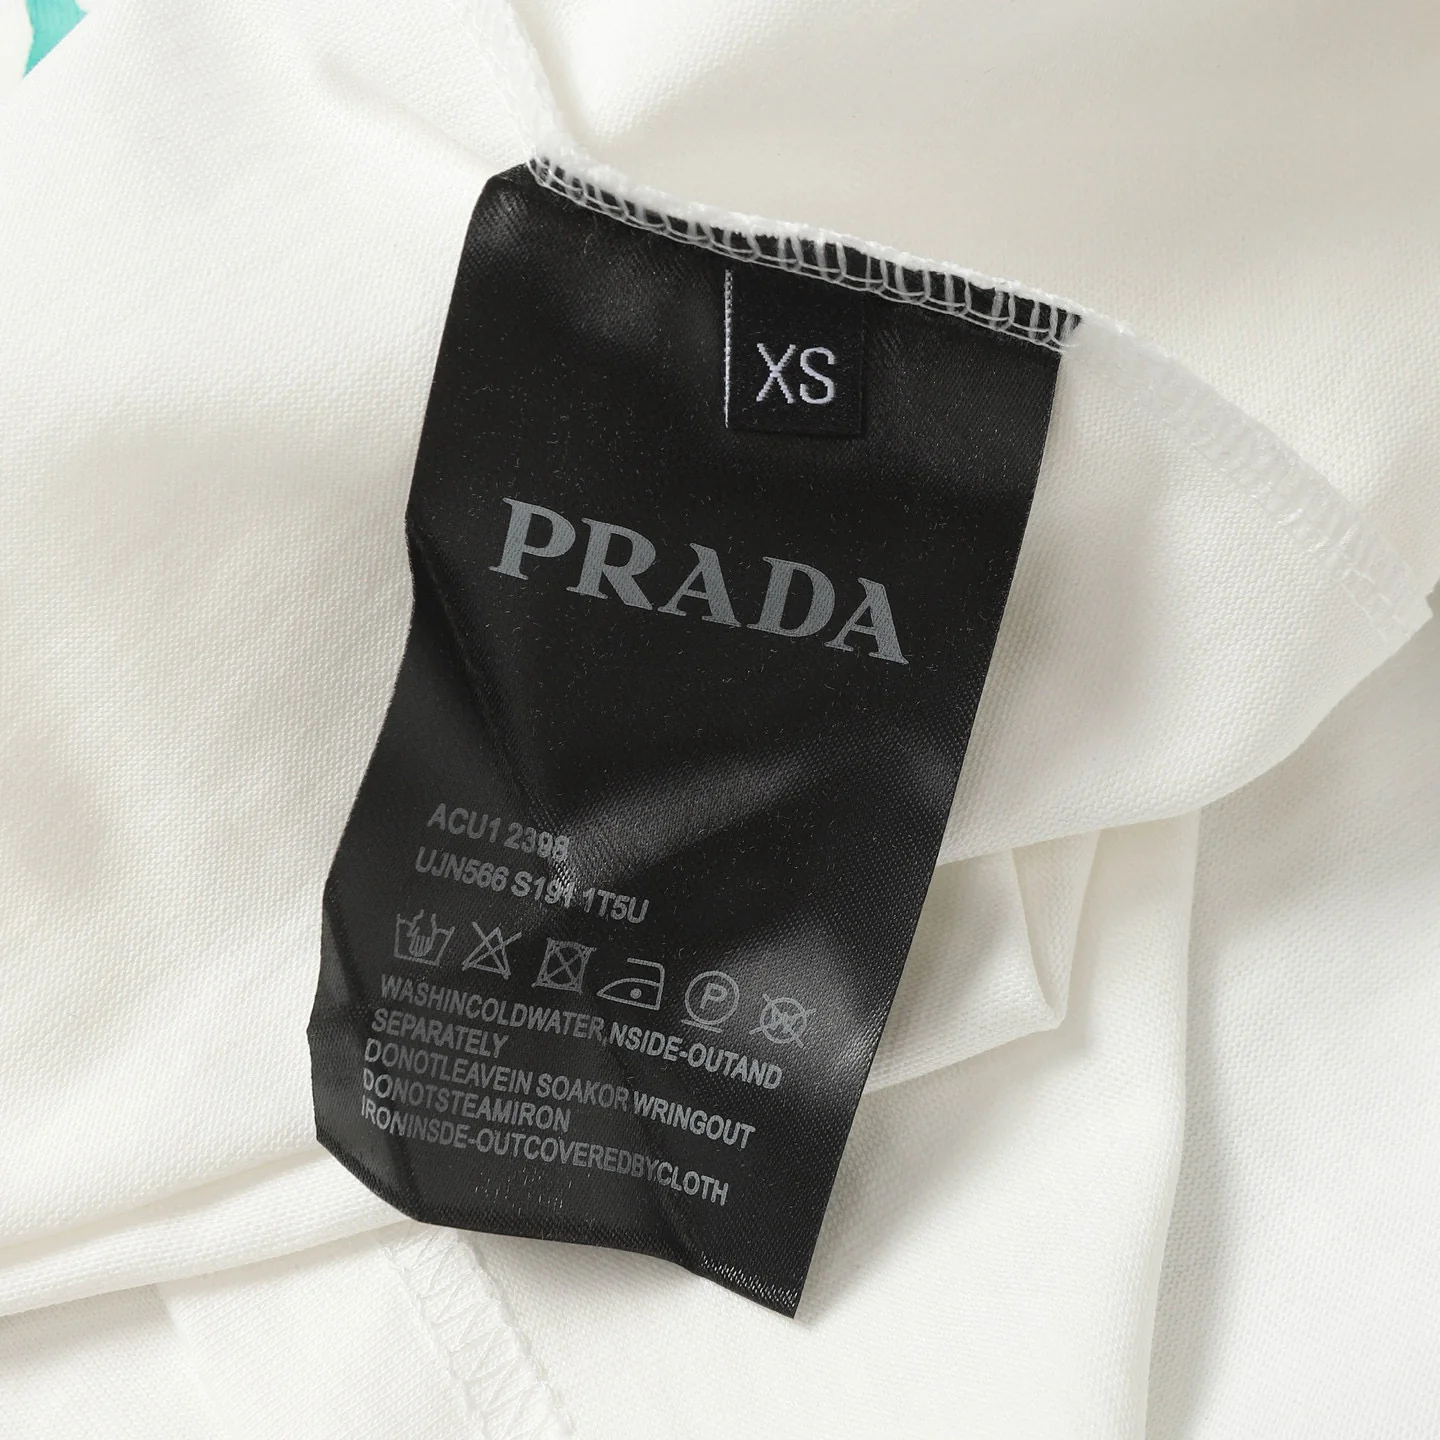 XS
PRADA
ACU1 2398
UJN566 S191 1T5U
P
W
WASHINCOLDWATER,NSIDE-OUTAND
SEPARATELY
DONOTLEAVEIN SOAKOR WRINGOUT
DONOTSTEAMIRON
IRONINSDE-OUTCOVEREDBYCLOTH